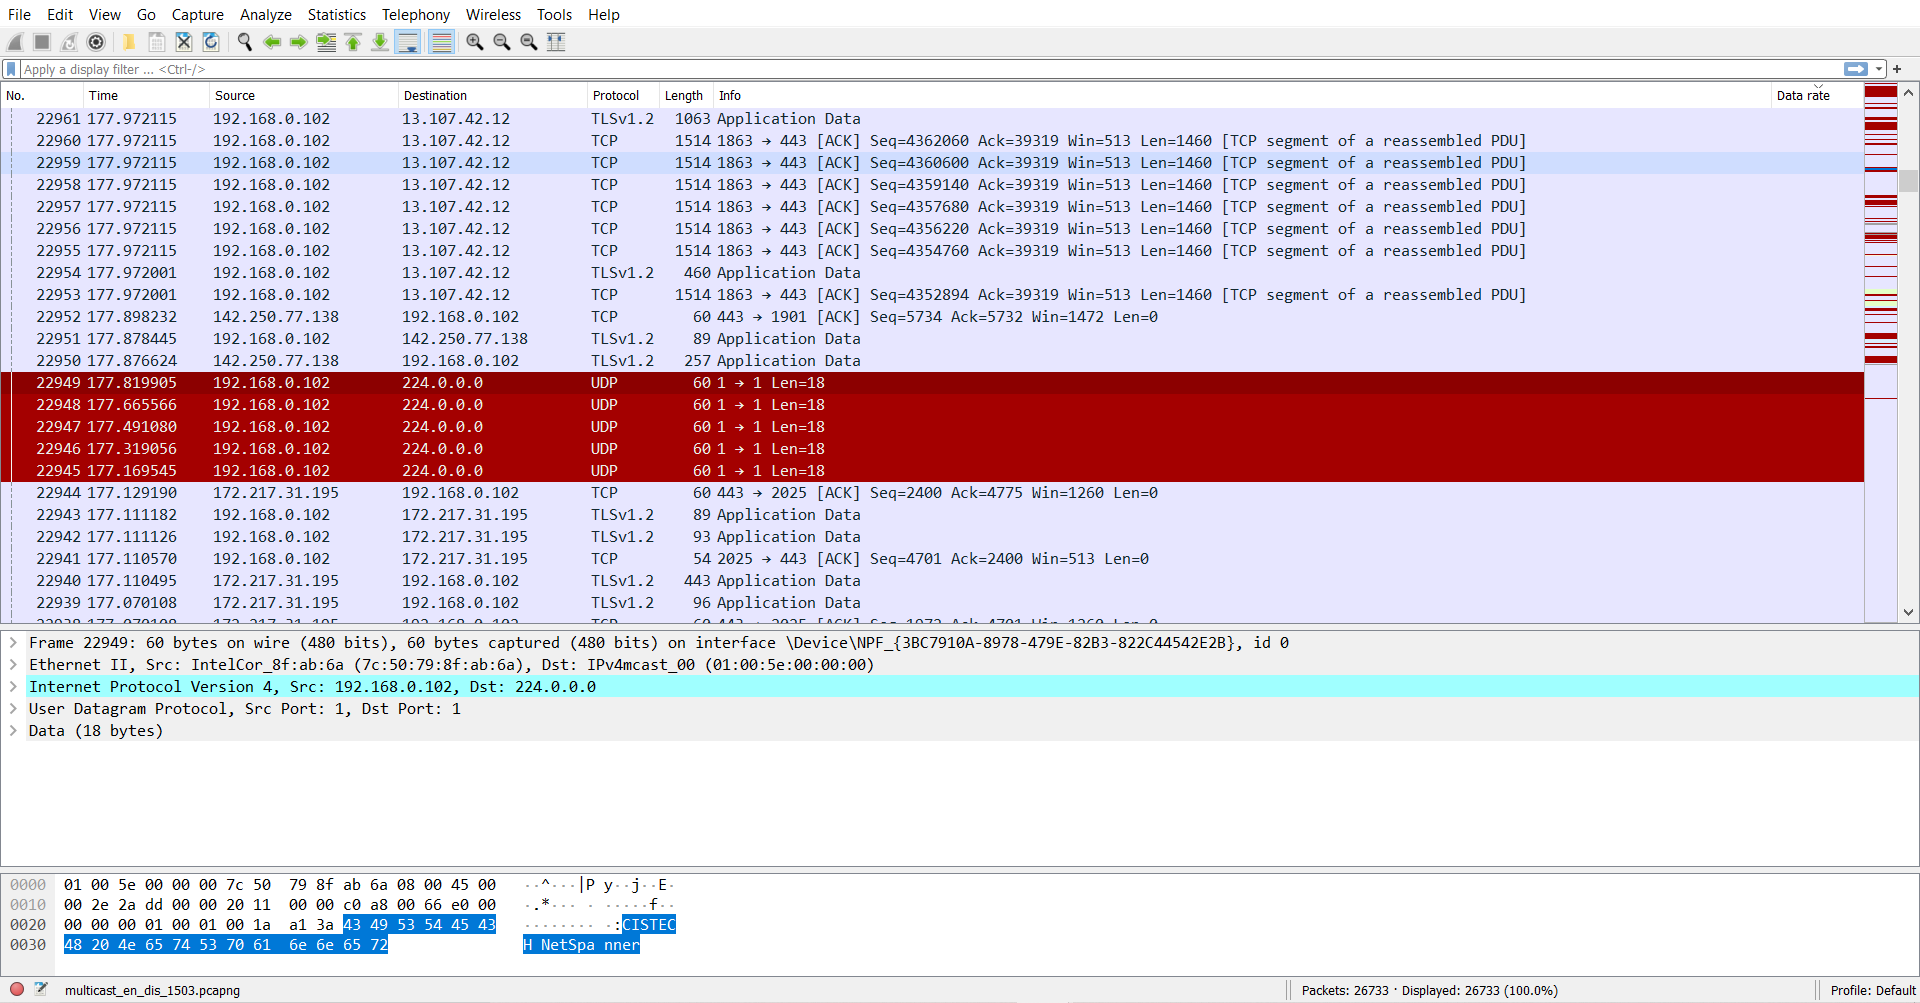 File Edit View Go Capture Analyze Statistics Telephony Wireless Tools Help
Apply a display filter ... <Ctrl-/>
No. Time Source Destination Protocol Length Info Data rate
22961 177.972115 192.168.0.102 13.107.42.12 TLSv1.2 1063 Application Data
22960 177.972115 192.168.0.102 13.107.42.12 TCP 1514 1863 → 443 [ACK] Seq=4362060 Ack=39319 Win=513 Len=1460 [TCP segment of a reassembled PDU]
22959 177.972115 192.168.0.102 13.107.42.12 TCP 1514 1863 → 443 [ACK] Seq=4360600 Ack=39319 Win=513 Len=1460 [TCP segment of a reassembled PDU]
22958 177.972115 192.168.0.102 13.107.42.12 TCP 1514 1863 → 443 [ACK] Seq=4359140 Ack=39319 Win=513 Len=1460 [TCP segment of a reassembled PDU]
22957 177.972115 192.168.0.102 13.107.42.12 TCP 1514 1863 → 443 [ACK] Seq=4357680 Ack=39319 Win=513 Len=1460 [TCP segment of a reassembled PDU]
22956 177.972115 192.168.0.102 13.107.42.12 TCP 1514 1863 → 443 [ACK] Seq=4356220 Ack=39319 Win=513 Len=1460 [TCP segment of a reassembled PDU]
22955 177.972115 192.168.0.102 13.107.42.12 TCP 1514 1863 → 443 [ACK] Seq=4354760 Ack=39319 Win=513 Len=1460 [TCP segment of a reassembled PDU]
22954 177.972001 192.168.0.102 13.107.42.12 TLSv1.2 460 Application Data
22953 177.972001 192.168.0.102 13.107.42.12 TCP 1514 1863 → 443 [ACK] Seq=4352894 Ack=39319 Win=513 Len=1460 [TCP segment of a reassembled PDU]
22952 177.898232 142.250.77.138 192.168.0.102 TCP 60 443 → 1901 [ACK] Seq=5734 Ack=5732 Win=1472 Len=0
22951 177.878445 192.168.0.102 142.250.77.138 TLSv1.2 89 Application Data
22950 177.876624 142.250.77.138 192.168.0.102 TLSv1.2 257 Application Data
22949 177.819905 192.168.0.102 224.0.0.0 UDP 60 1 → 1 Len=18
22948 177.665566 192.168.0.102 224.0.0.0 UDP 60 1 → 1 Len=18
22947 177.491080 192.168.0.102 224.0.0.0 UDP 60 1 → 1 Len=18
22946 177.319056 192.168.0.102 224.0.0.0 UDP 60 1 → 1 Len=18
22945 177.169545 192.168.0.102 224.0.0.0 UDP 60 1 → 1 Len=18
22944 177.129190 172.217.31.195 192.168.0.102 TCP 60 443 → 2025 [ACK] Seq=2400 Ack=4775 Win=1260 Len=0
22943 177.111182 192.168.0.102 172.217.31.195 TLSv1.2 89 Application Data
22942 177.111126 192.168.0.102 172.217.31.195 TLSv1.2 93 Application Data
22941 177.110570 192.168.0.102 172.217.31.195 TCP 54 2025 → 443 [ACK] Seq=4701 Ack=2400 Win=513 Len=0
22940 177.110495 172.217.31.195 192.168.0.102 TLSv1.2 443 Application Data
22939 177.070108 172.217.31.195 192.168.0.102 TLSv1.2 96 Application Data
Frame 22949: 60 bytes on wire (480 bits), 60 bytes captured (480 bits) on interface \Device\NPF_{3BC7910A-8978-479E-82B3-822C44542E2B}, id 0
Ethernet II, Src: IntelCor_8f:ab:6a (7c:50:79:8f:ab:6a), Dst: IPv4mcast_00 (01:00:5e:00:00:00)
Internet Protocol Version 4, Src: 192.168.0.102, Dst: 224.0.0.0
User Datagram Protocol, Src Port: 1, Dst Port: 1
Data (18 bytes)
0000 01 00 5e 00 00 00 7c 50 79 8f ab 6a 08 00 45 00 ··^···|P y··j··E·
0010 00 2e 2a dd 00 00 20 11 00 00 c0 a8 00 66 e0 00 ·.*··· · ·····f··
0020 00 00 00 01 00 01 00 1a a1 3a 43 49 53 54 45 43 ········ ·:CISTEC
0030 48 20 4e 65 74 53 70 61 6e 6e 65 72 H NetSpa nner
multicast_en_dis_1503.pcapng Packets: 26733 · Displayed: 26733 (100.0%) Profile: Default